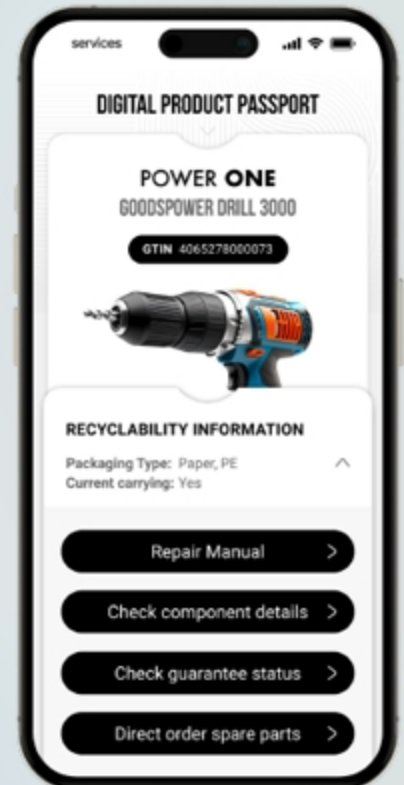 services
DIGITAL PRODUCT PASSPORT
POWER ONE
GOODSPOWER DRILL 3000
GTIN 4065278000073
RECYCLABILITY INFORMATION
Packaging Type: Paper, PE
Current carrying: Yes
Repair Manual
Check component details
Check guarantee status
Direct order spare parts